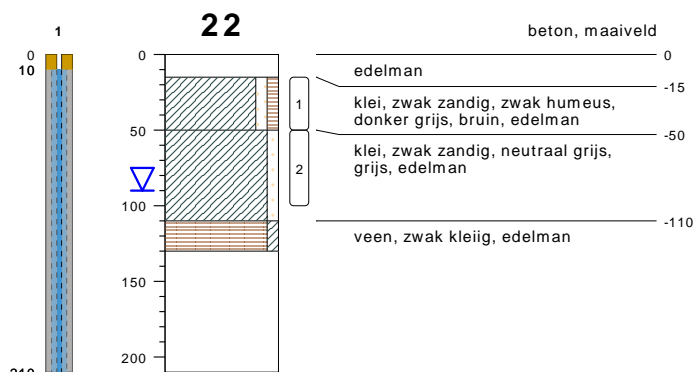 1
22
beton, maaiveld
0
10
0
50
100
150
200
1
2
0
edelman
-15
klei, zwak zandig, zwak humeus,
donker grijs, bruin, edelman
-50
klei, zwak zandig, neutraal grijs,
grijs, edelman
-110
veen, zwak kleiig, edelman